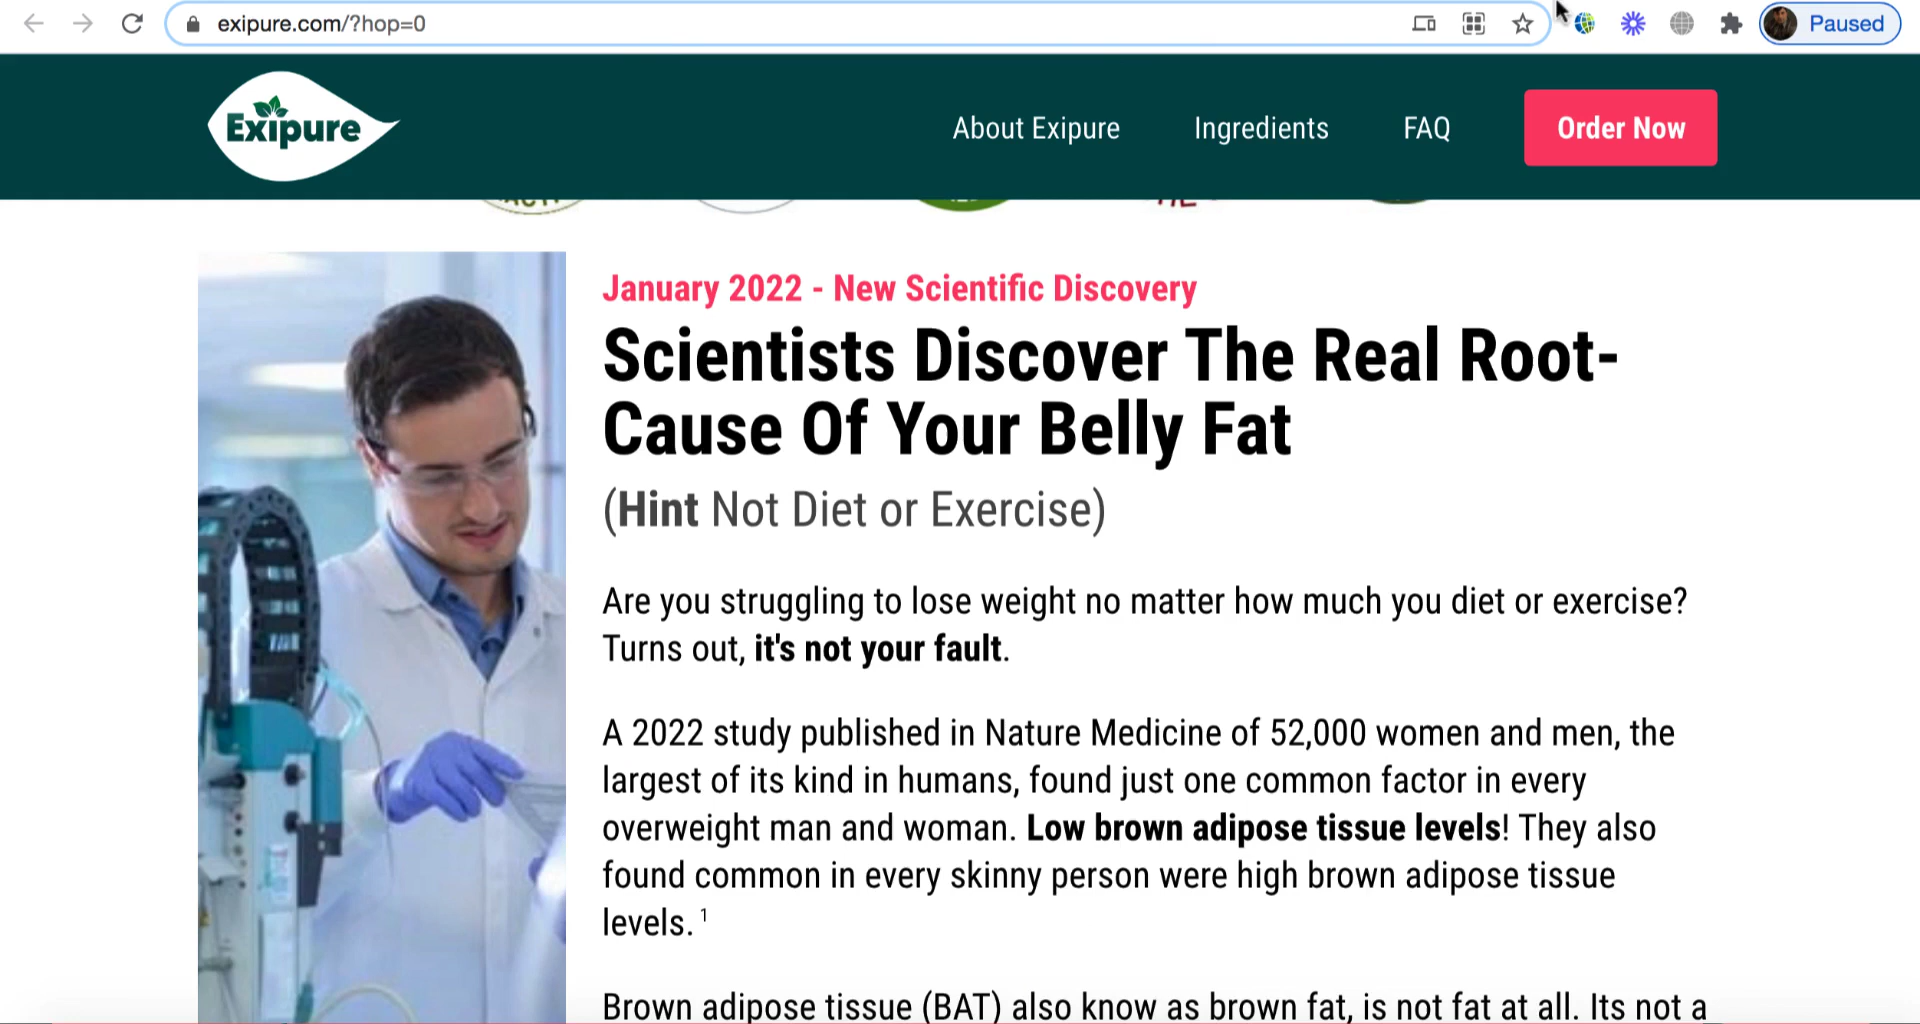 exipure.com/?hop=0
Paused
Exipure
About Exipure
Ingredients
FAQ
Order Now
January 2022 - New Scientific Discovery
Scientists Discover The Real Root-
Cause Of Your Belly Fat
(Hint Not Diet or Exercise)
Are you struggling to lose weight no matter how much you diet or exercise?
Turns out, it's not your fault.
A 2022 study published in Nature Medicine of 52,000 women and men, the
largest of its kind in humans, found just one common factor in every
overweight man and woman. Low brown adipose tissue levels! They also
found common in every skinny person were high brown adipose tissue
levels. 1
Brown adipose tissue (BAT) also know as brown fat, is not fat at all. Its not a